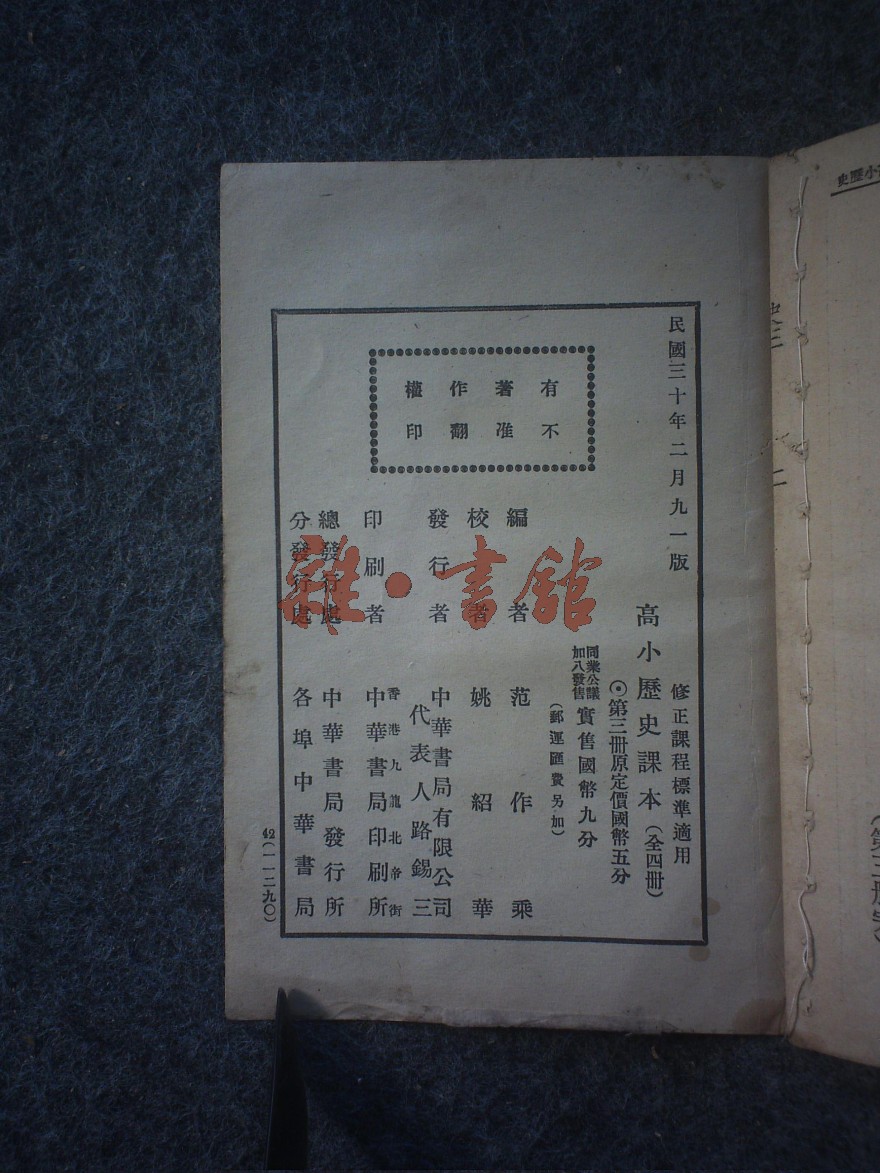 民國三十年二月九一版
有著作權
不准翻印
修正課程標準適用
高小歷史課本（全四冊）
⊙第三冊原定價國幣五分
同業公議
加八發售
實售國幣九分
（郵運匯費另加）
編者 范作乘
校者 姚紹華
發行者 中華書局有限公司
代表人路錫三
印刷者 香港九龍北帝街
中華書局印刷所
總發行處 中華書局發行所
分發行處 各埠中華書局
42(一一二九〇)
雜·書館
小歷史